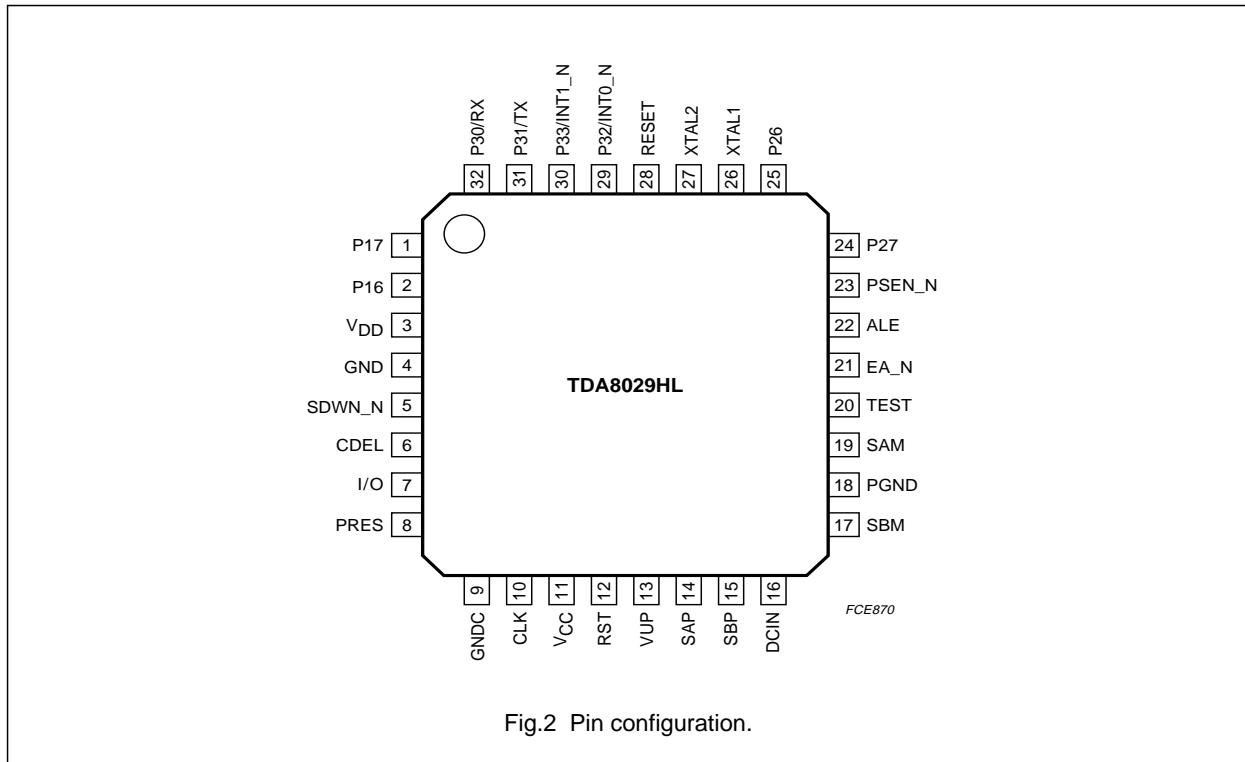 32 P30/RX
31 P31/TX
30 P33/INT1_N
29 P32/INT0_N
28 RESET
27 XTAL2
26 XTAL1
25 P26
P17 1
P16 2
VDD 3
GND 4
SDWN_N 5
CDEL 6
I/O 7
PRES 8
TDA8029HL
24 P27
23 PSEN_N
22 ALE
21 EA_N
20 TEST
19 SAM
18 PGND
17 SBM
GNDC 9
CLK 10
VCC 11
RST 12
VUP 13
SAP 14
SBP 15
DCIN 16
FCE870
Fig.2 Pin configuration.